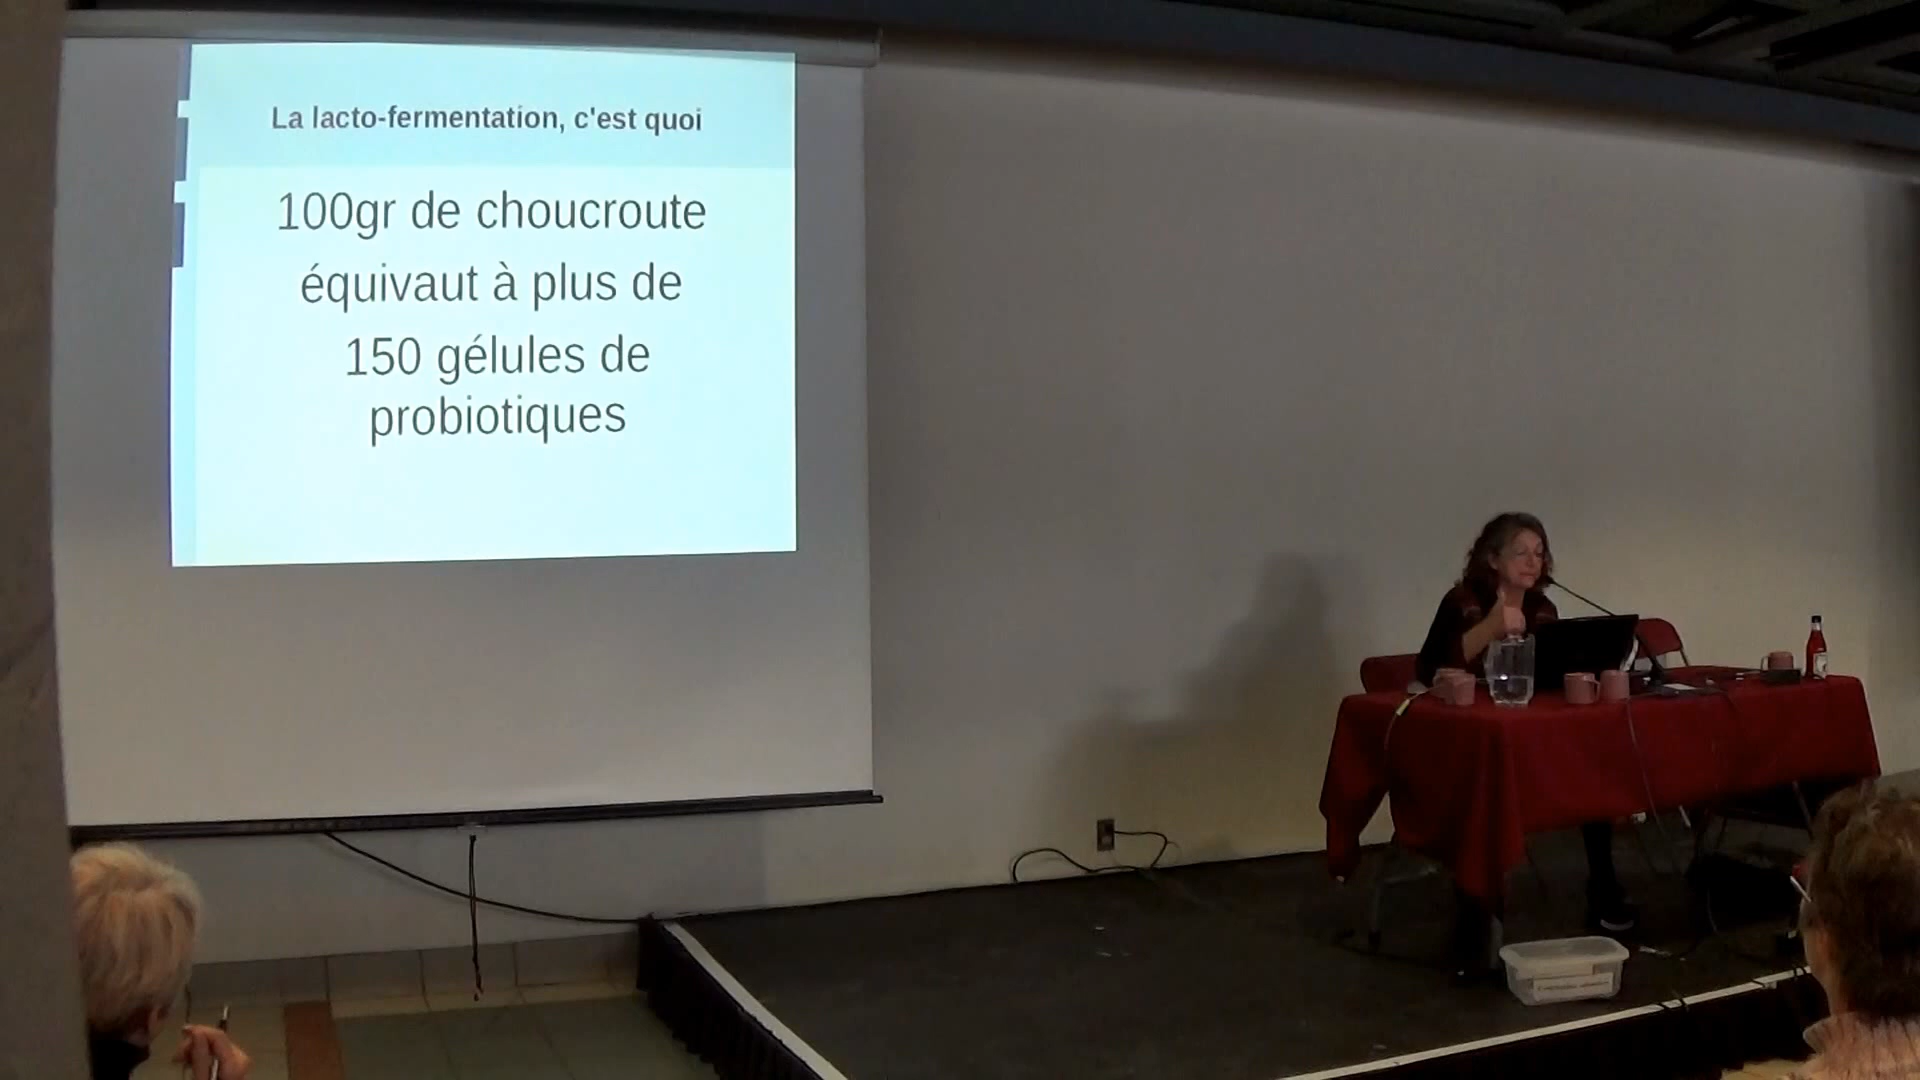 La lacto-fermentation, c'est quoi
100gr de choucroute
équivaut à plus de
150 gélules de
probiotiques